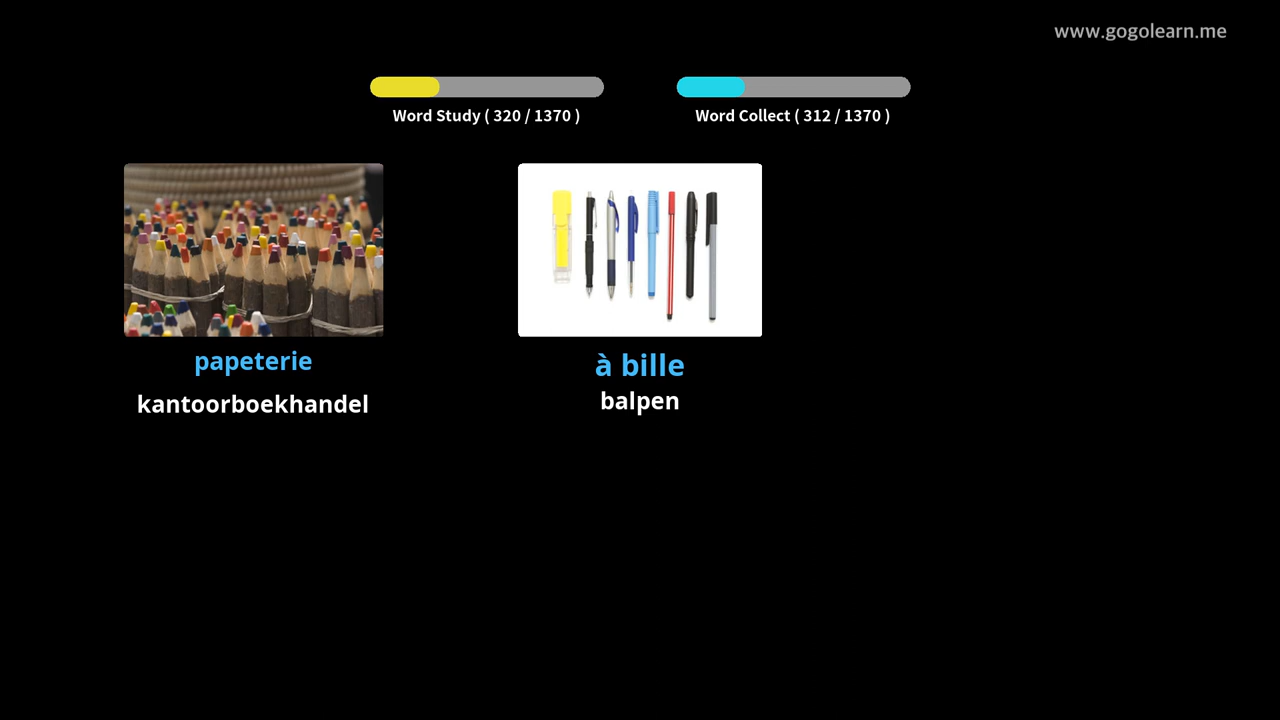 www.gogolearn.me
Word Study ( 320 / 1370 )
Word Collect ( 312 / 1370 )
papeterie
kantoorboekhandel
à bille
balpen